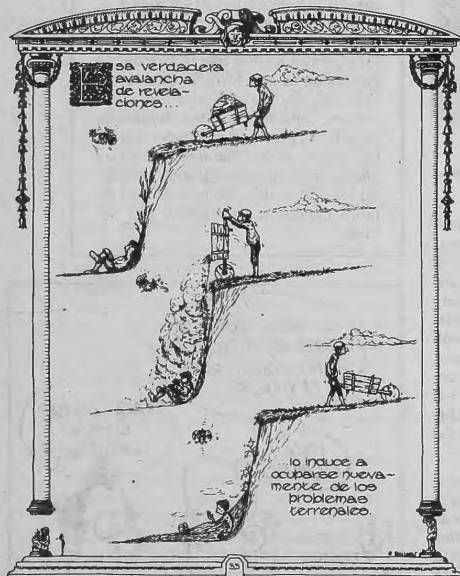 Esa verdadera
avalancha
de revela-
ciones...
...lo induce a
ocuparse nueva-
mente de los
problemas
terrenales.